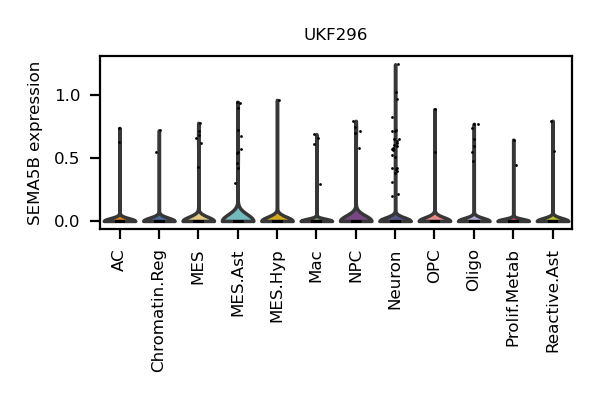 UKF296
SEMA5B expression
1.0
0.5
0.0
AC
Chromatin.Reg
MES
MES.Ast
MES.Hyp
Mac
NPC
Neuron
OPC
Oligo
Prolif.Metab
Reactive.Ast